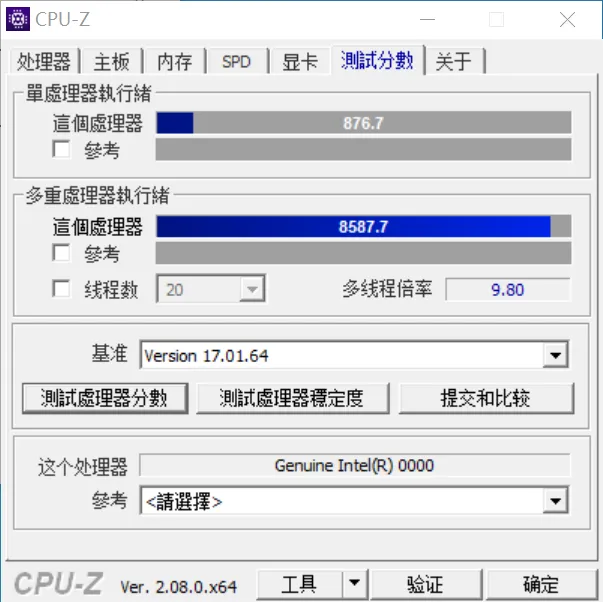 CPU-Z
处理器 主板 内存 SPD 显卡 測試分數 关于
單處理器執行緒
這個處理器 876.7
參考
多重處理器執行緒
這個處理器 8587.7
參考
线程数 20 多线程倍率 9.80
基准 Version 17.01.64
測試處理器分數 測試處理器穩定度 提交和比较
这个处理器 Genuine Intel(R) 0000
參考 <請選擇>
CPU-Z Ver. 2.08.0.x64 工具 验证 确定